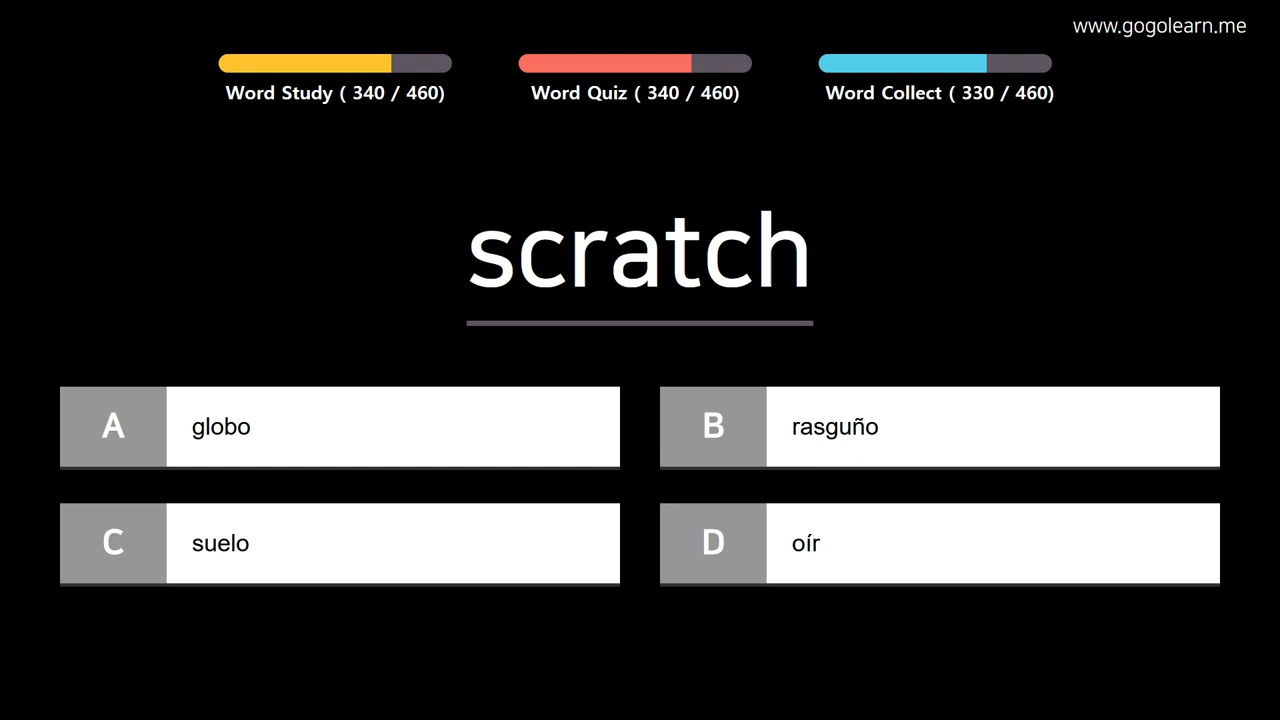 www.gogolearn.me
Word Study ( 340 / 460)
Word Quiz ( 340 / 460)
Word Collect ( 330 / 460)
scratch
A globo
B rasguño
C suelo
D oír